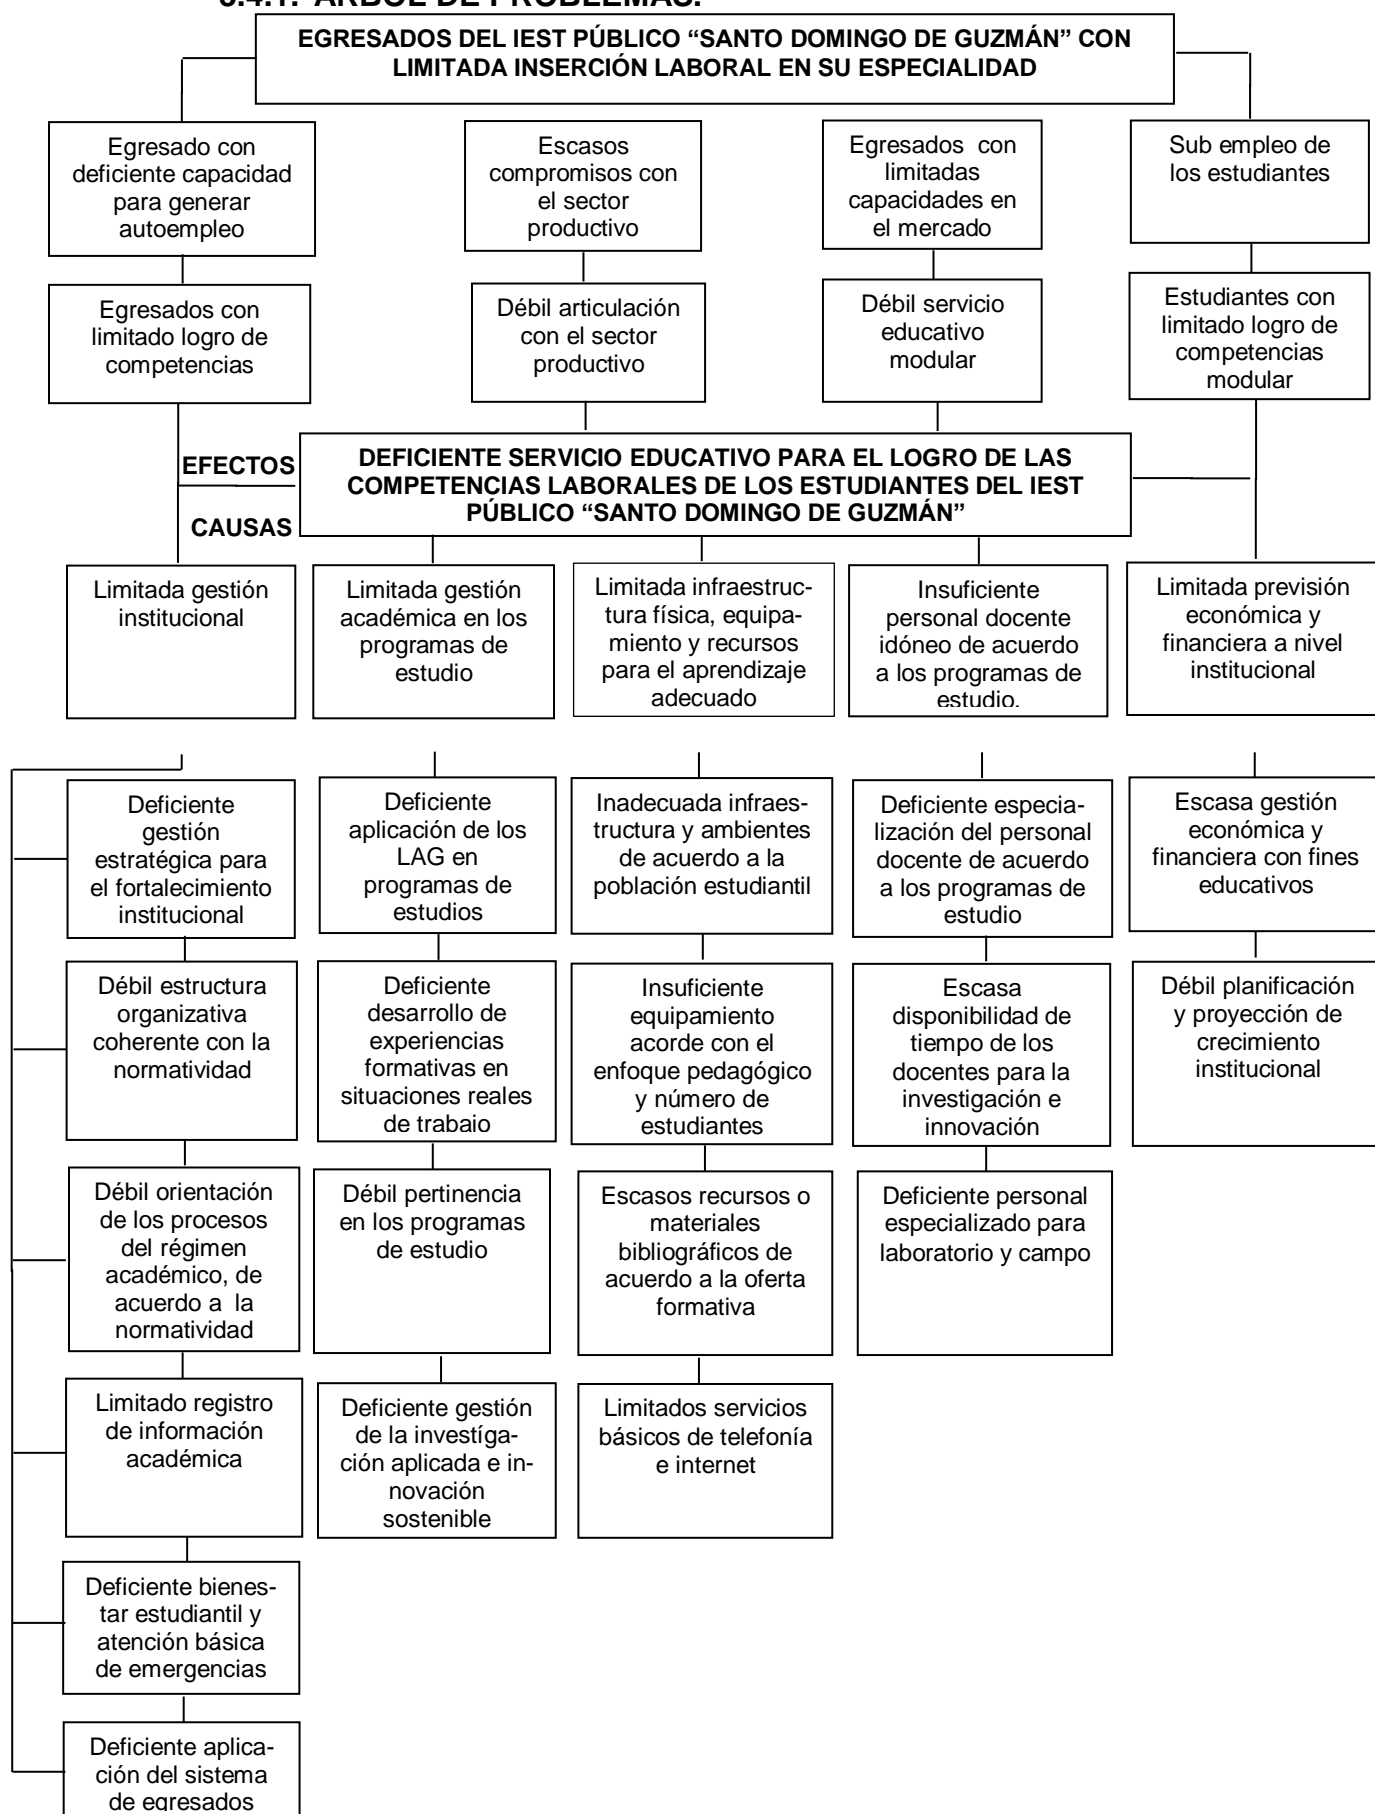 3.4.1. ÁRBOL DE PROBLEMAS.
EGRESADOS DEL IEST PÚBLICO “SANTO DOMINGO DE GUZMÁN” CON
LIMITADA INSERCIÓN LABORAL EN SU ESPECIALIDAD
Egresado con
deficiente capacidad
para generar
autoempleo
Escasos
compromisos con
el sector
productivo
Egresados con
limitadas
capacidades en
el mercado
Sub empleo de
los estudiantes
Egresados con
limitado logro de
competencias
Débil articulación
con el sector
productivo
Débil servicio
educativo
modular
Estudiantes con
limitado logro de
competencias
modular
EFECTOS
CAUSAS
DEFICIENTE SERVICIO EDUCATIVO PARA EL LOGRO DE LAS
COMPETENCIAS LABORALES DE LOS ESTUDIANTES DEL IEST
PÚBLICO “SANTO DOMINGO DE GUZMÁN”
Limitada gestión
institucional
Limitada gestión
académica en los
programas de
estudio
Limitada infraestruc-
tura física, equipa-
miento y recursos
para el aprendizaje
adecuado
Insuficiente
personal docente
idóneo de acuerdo
a los programas de
estudio.
Limitada previsión
económica y
financiera a nivel
institucional
Deficiente
gestión
estratégica para
el fortalecimiento
institucional
Deficiente
aplicación de los
LAG en
programas de
estudios
Inadecuada infraes-
tructura y ambientes
de acuerdo a la
población estudiantil
Deficiente especia-
lización del personal
docente de acuerdo
a los programas de
estudio
Escasa gestión
económica y
financiera con fines
educativos
Débil estructura
organizativa
coherente con la
normatividad
Deficiente
desarrollo de
experiencias
formativas en
situaciones reales
de trabajo
Insuficiente
equipamiento
acorde con el
enfoque pedagógico
y número de
estudiantes
Escasa
disponibilidad de
tiempo de los
docentes para la
investigación e
innovación
Débil planificación
y proyección de
crecimiento
institucional
Débil orientación
de los procesos
del régimen
académico, de
acuerdo a la
normatividad
Débil pertinencia
en los programas
de estudio
Escasos recursos o
materiales
bibliográficos de
acuerdo a la oferta
formativa
Deficiente personal
especializado para
laboratorio y campo
Limitado registro
de información
académica
Deficiente gestión
de la investíga-
ción aplicada e in-
novación
sostenible
Limitados servicios
básicos de telefonía
e internet
Deficiente bienes-
tar estudiantil y
atención básica
de emergencias
Deficiente aplica-
ción del sistema
de egresados